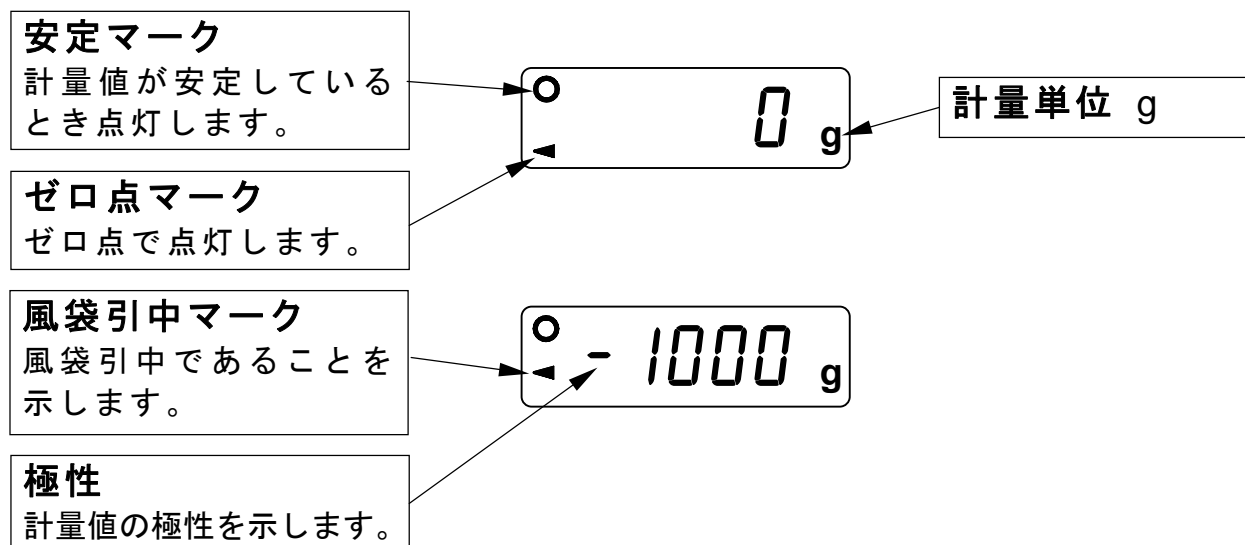 安定マーク
計量値が安定している
とき点灯します。
0 g
計量単位 g
ゼロ点マーク
ゼロ点で点灯します。
風袋引中マーク
風袋引中であることを
示します。
- 1000 g
極性
計量値の極性を示します。